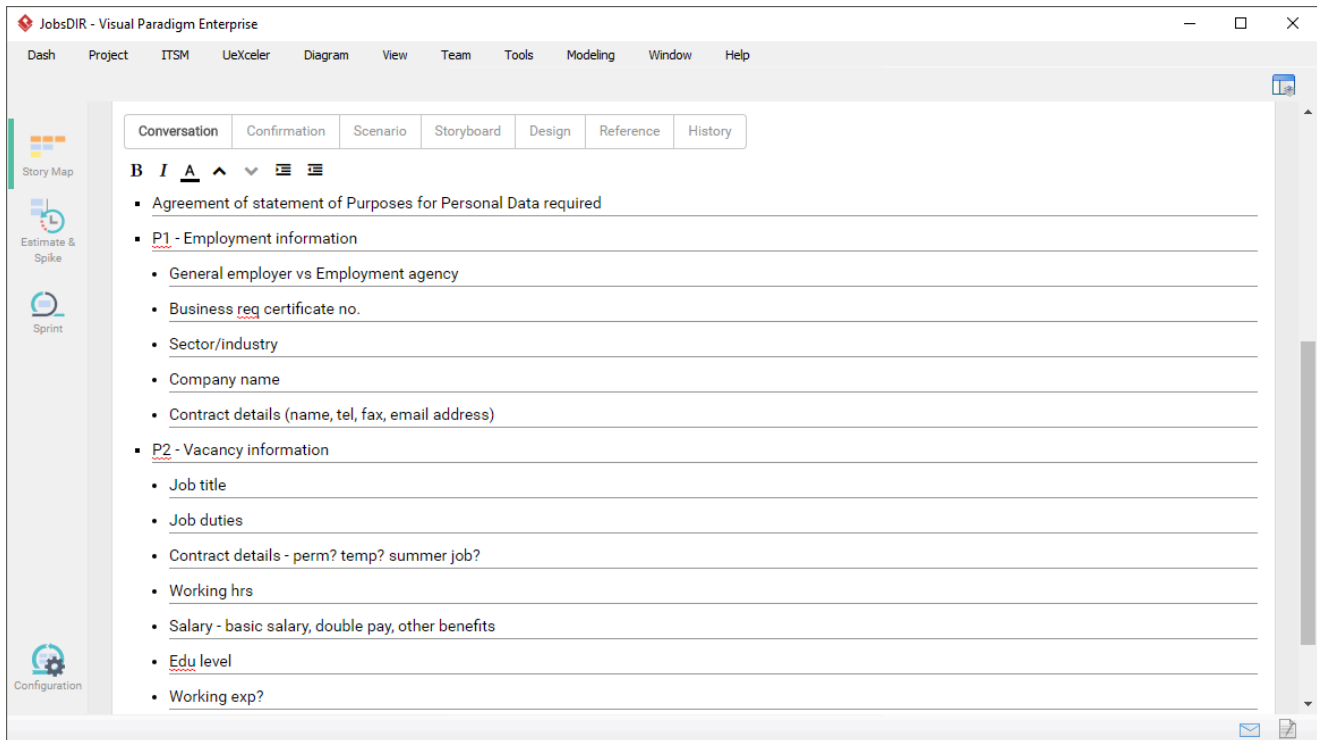 JobsDIR - Visual Paradigm Enterprise
Dash Project ITSM UeXceler Diagram View Team Tools Modeling Window Help
Conversation Confirmation Scenario Storyboard Design Reference History
Story Map
B I A
Agreement of statement of Purposes for Personal Data required
P1 - Employment information
Estimate &
Spike
General employer vs Employment agency
Business req certificate no.
Sprint
Sector/industry
Company name
Contract details (name, tel, fax, email address)
P2 - Vacancy information
Job title
Job duties
Contract details - perm? temp? summer job?
Working hrs
Salary - basic salary, double pay, other benefits
Edu level
Configuration
Working exp?